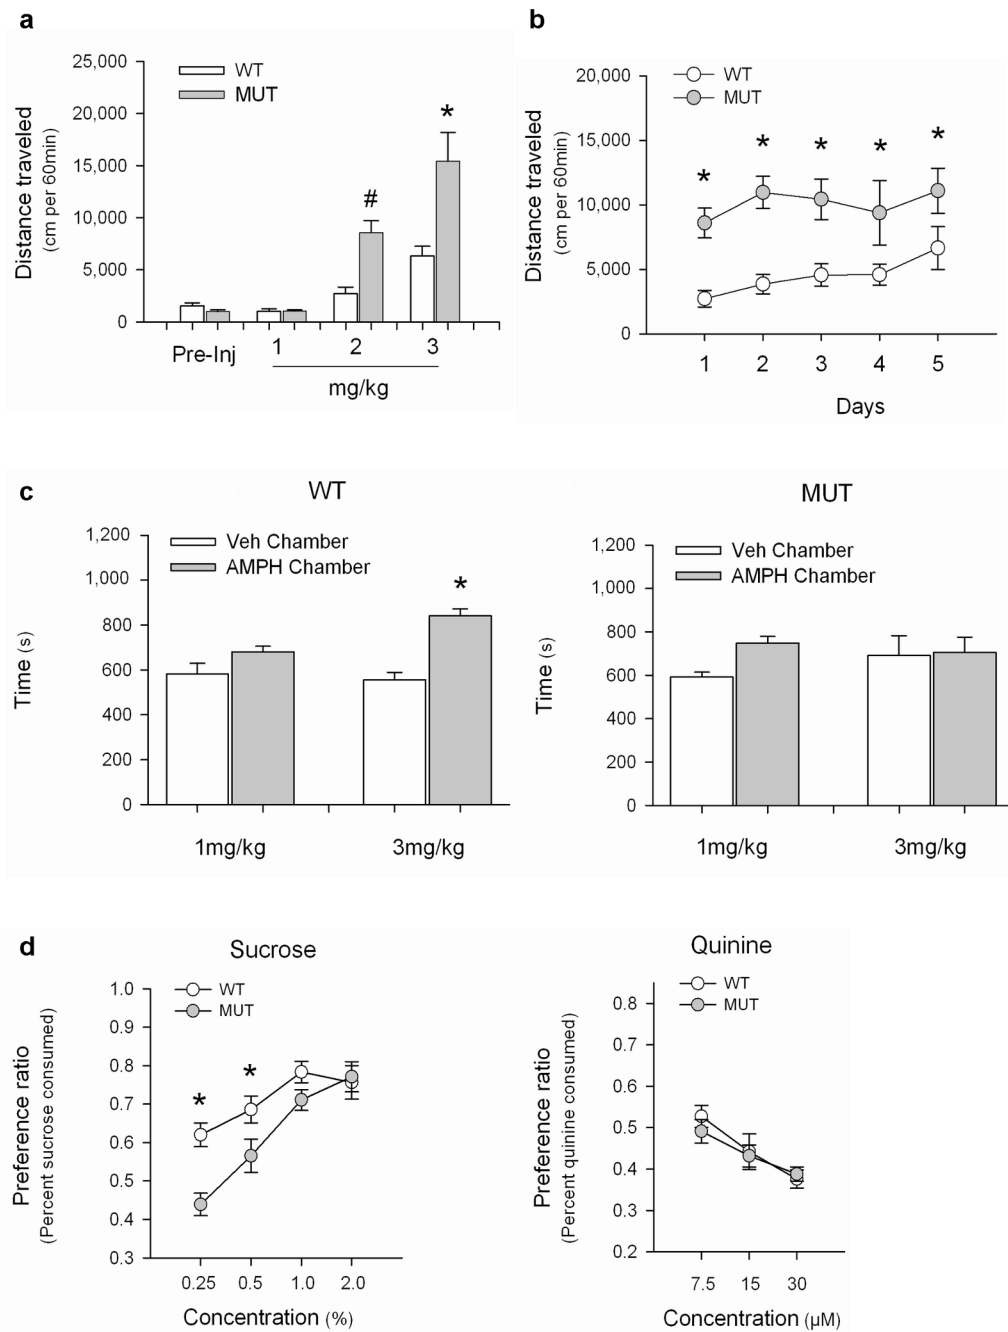 a
25,000
20,000
15,000
10,000
5,000
0
Distance traveled
(cm per 60min)
WT
MUT
#
*
Pre-Inj
1
2
3
mg/kg
b
20,000
15,000
10,000
5,000
0
Distance traveled
(cm per 60min)
WT
MUT
*
*
*
*
*
1
2
3
4
5
Days
c
WT
1,200
1,000
800
600
400
200
0
Time (s)
Veh Chamber
AMPH Chamber
*
1mg/kg
3mg/kg
MUT
1,200
1,000
800
600
400
200
0
Time (s)
Veh Chamber
AMPH Chamber
1mg/kg
3mg/kg
d
Sucrose
1.0
0.9
0.8
0.7
0.6
0.5
0.4
0.3
Preference ratio
(Percent sucrose consumed)
WT
MUT
*
*
0.25
0.5
1.0
2.0
Concentration (%)
Quinine
0.8
0.7
0.6
0.5
0.4
0.3
0.2
Preference ratio
(Percent quinine consumed)
WT
MUT
7.5
15
30
Concentration (µM)